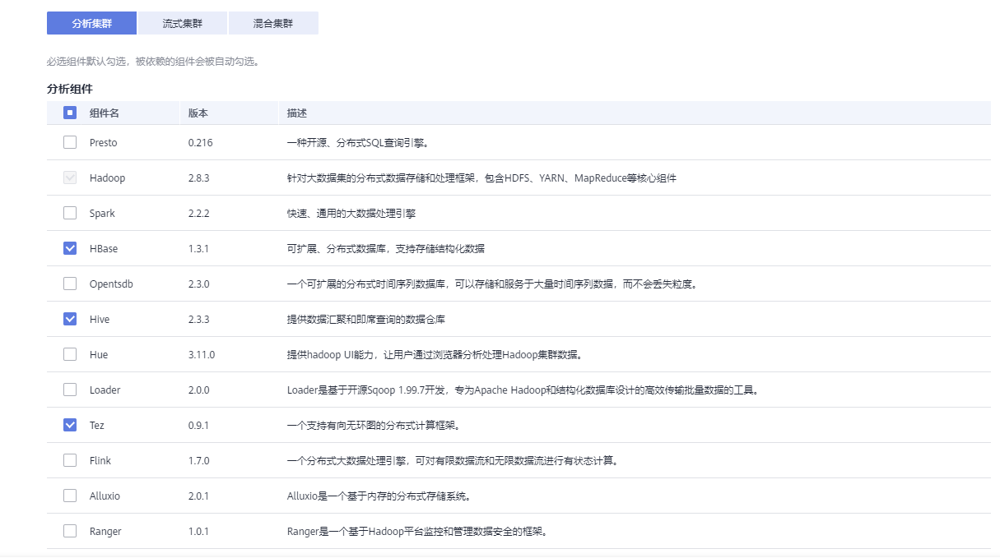 分析集群 流式集群 混合集群
必选组件默认勾选，被依赖的组件会被自动勾选。
分析组件
组件名 版本 描述
Presto 0.216 一种开源、分布式SQL查询引擎。
Hadoop 2.8.3 针对大数据集的分布式数据存储和处理框架，包含HDFS、YARN、MapReduce等核心组件
Spark 2.2.2 快速、通用的大数据处理引擎
HBase 1.3.1 可扩展、分布式数据库，支持存储结构化数据
Opentsdb 2.3.0 一个可扩展的分布式时间序列数据库，可以存储和服务于大量时间序列数据，而不会丢失粒度。
Hive 2.3.3 提供数据汇聚和即席查询的数据仓库
Hue 3.11.0 提供hadoop UI能力，让用户通过浏览器分析处理Hadoop集群数据。
Loader 2.0.0 Loader是基于开源Sqoop 1.99.7开发，专为Apache Hadoop和结构化数据库设计的高效传输批量数据的工具。
Tez 0.9.1 一个支持有向无环图的分布式计算框架。
Flink 1.7.0 一个分布式大数据处理引擎，可对有限数据流和无限数据流进行有状态计算。
Alluxio 2.0.1 Alluxio是一个基于内存的分布式存储系统。
Ranger 1.0.1 Ranger是一个基于Hadoop平台监控和管理数据安全的框架。